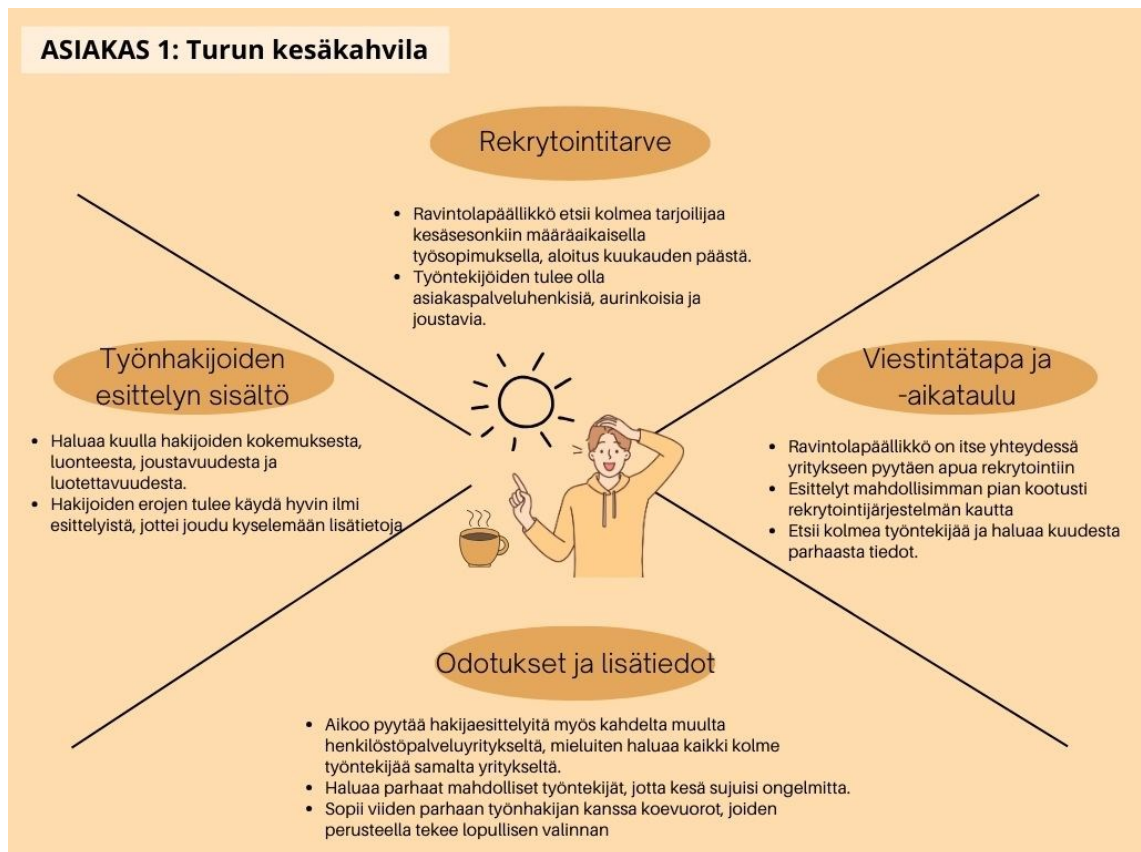 ASIAKAS 1: Turun kesäkahvila
Rekrytointitarve
• Ravintolapäällikkö etsii kolmea tarjoilijaa
kesäsesonkiin määräaikaisella
työsopimuksella, aloitus kuukauden päästä.
• Työntekijöiden tulee olla
asiakaspalveluhenkisiä, aurinkoisia ja
joustavia.
Työnhakijoiden
esittelyn sisältö
• Haluaa kuulla hakijoiden kokemuksesta,
luonteesta, joustavuudesta ja
luotettavuudesta.
• Hakijoiden erojen tulee käydä hyvin ilmi
esittelyistä, jottei joudu kyselemään lisätietoja.
Viestintätapa ja
-aikataulu
• Ravintolapäällikkö on itse yhteydessä
yritykseen pyytäen apua rekrytointiin
• Esittelyt mahdollisimman pian kootusti
rekrytointijärjestelmän kautta
• Etsii kolmea työntekijää ja haluaa kuudesta
parhaasta tiedot.
Odotukset ja lisätiedot
• Aikoo pyytää hakijaesittelyitä myös kahdelta muulta
henkilöstöpalveluyritykseltä, mieluiten haluaa kaikki kolme
työntekijää samalta yritykseltä.
• Haluaa parhaat mahdolliset työntekijät, jotta kesä sujuisi ongelmitta.
• Sopii viiden parhaan työnhakijan kanssa koevuorot, joiden
perusteella tekee lopullisen valinnan